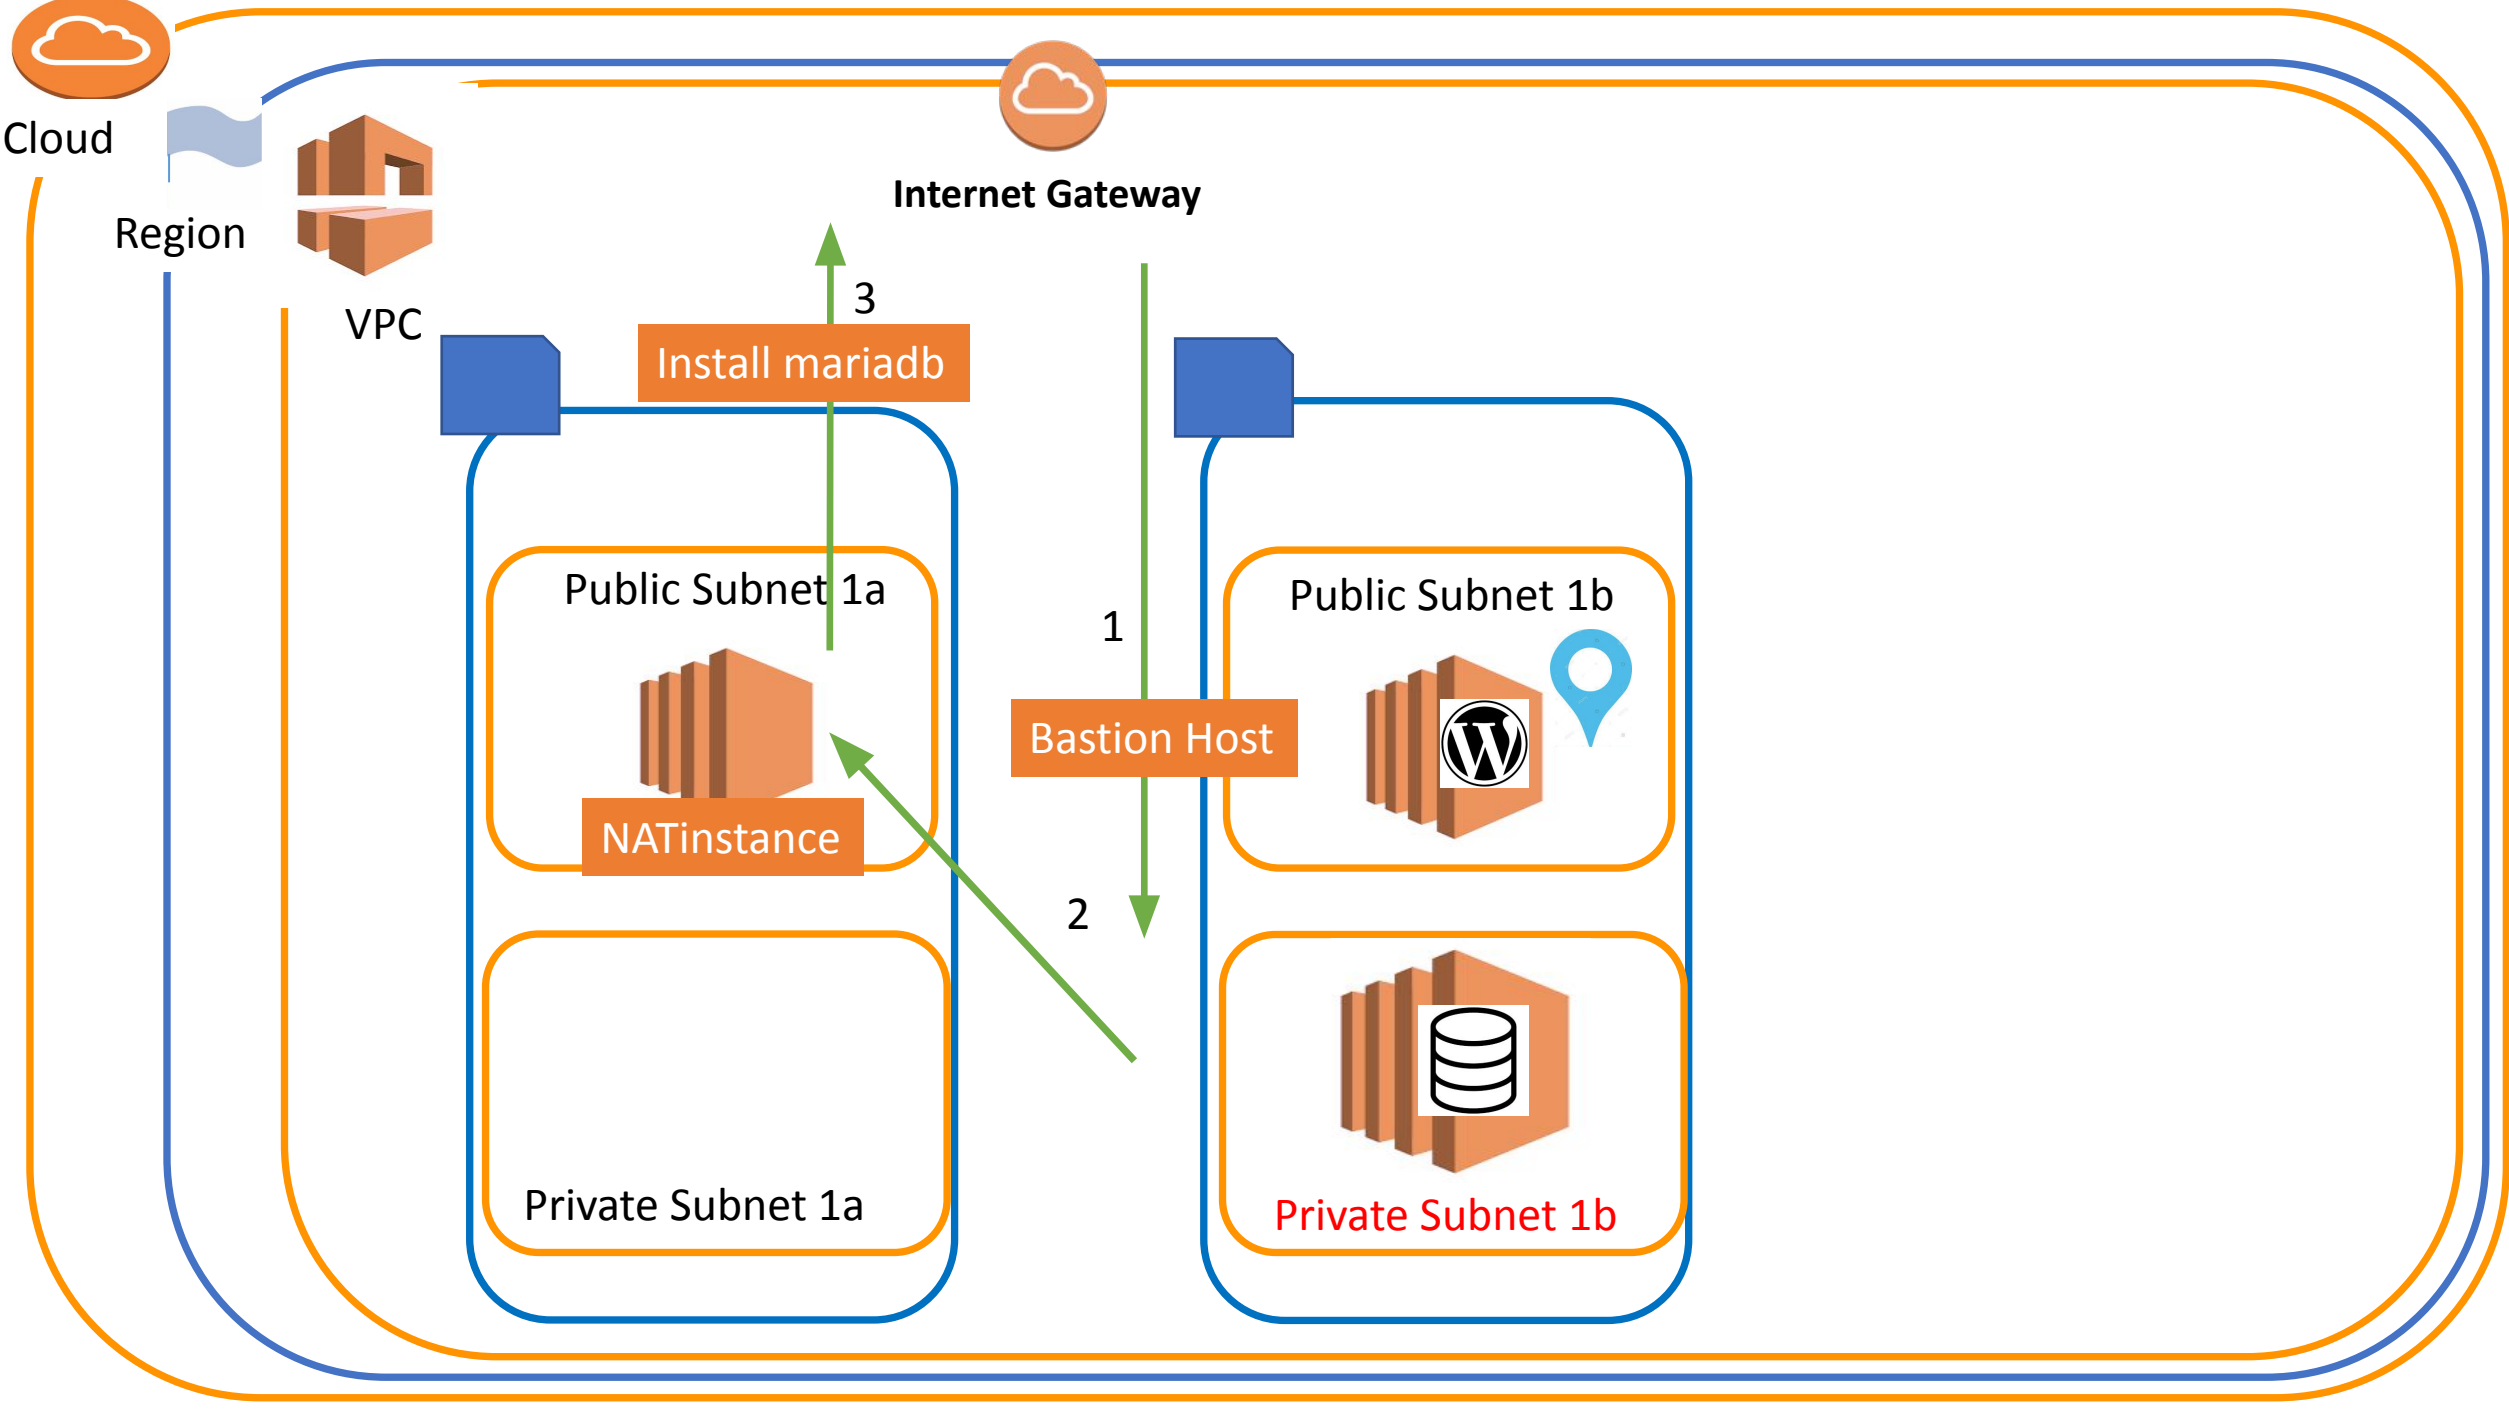 Cloud
Region
VPC
Internet Gateway
3
Install mariadb
Public Subnet 1a
NATinstance
1
Bastion Host
Public Subnet 1b
W
2
Private Subnet 1a
Private Subnet 1b